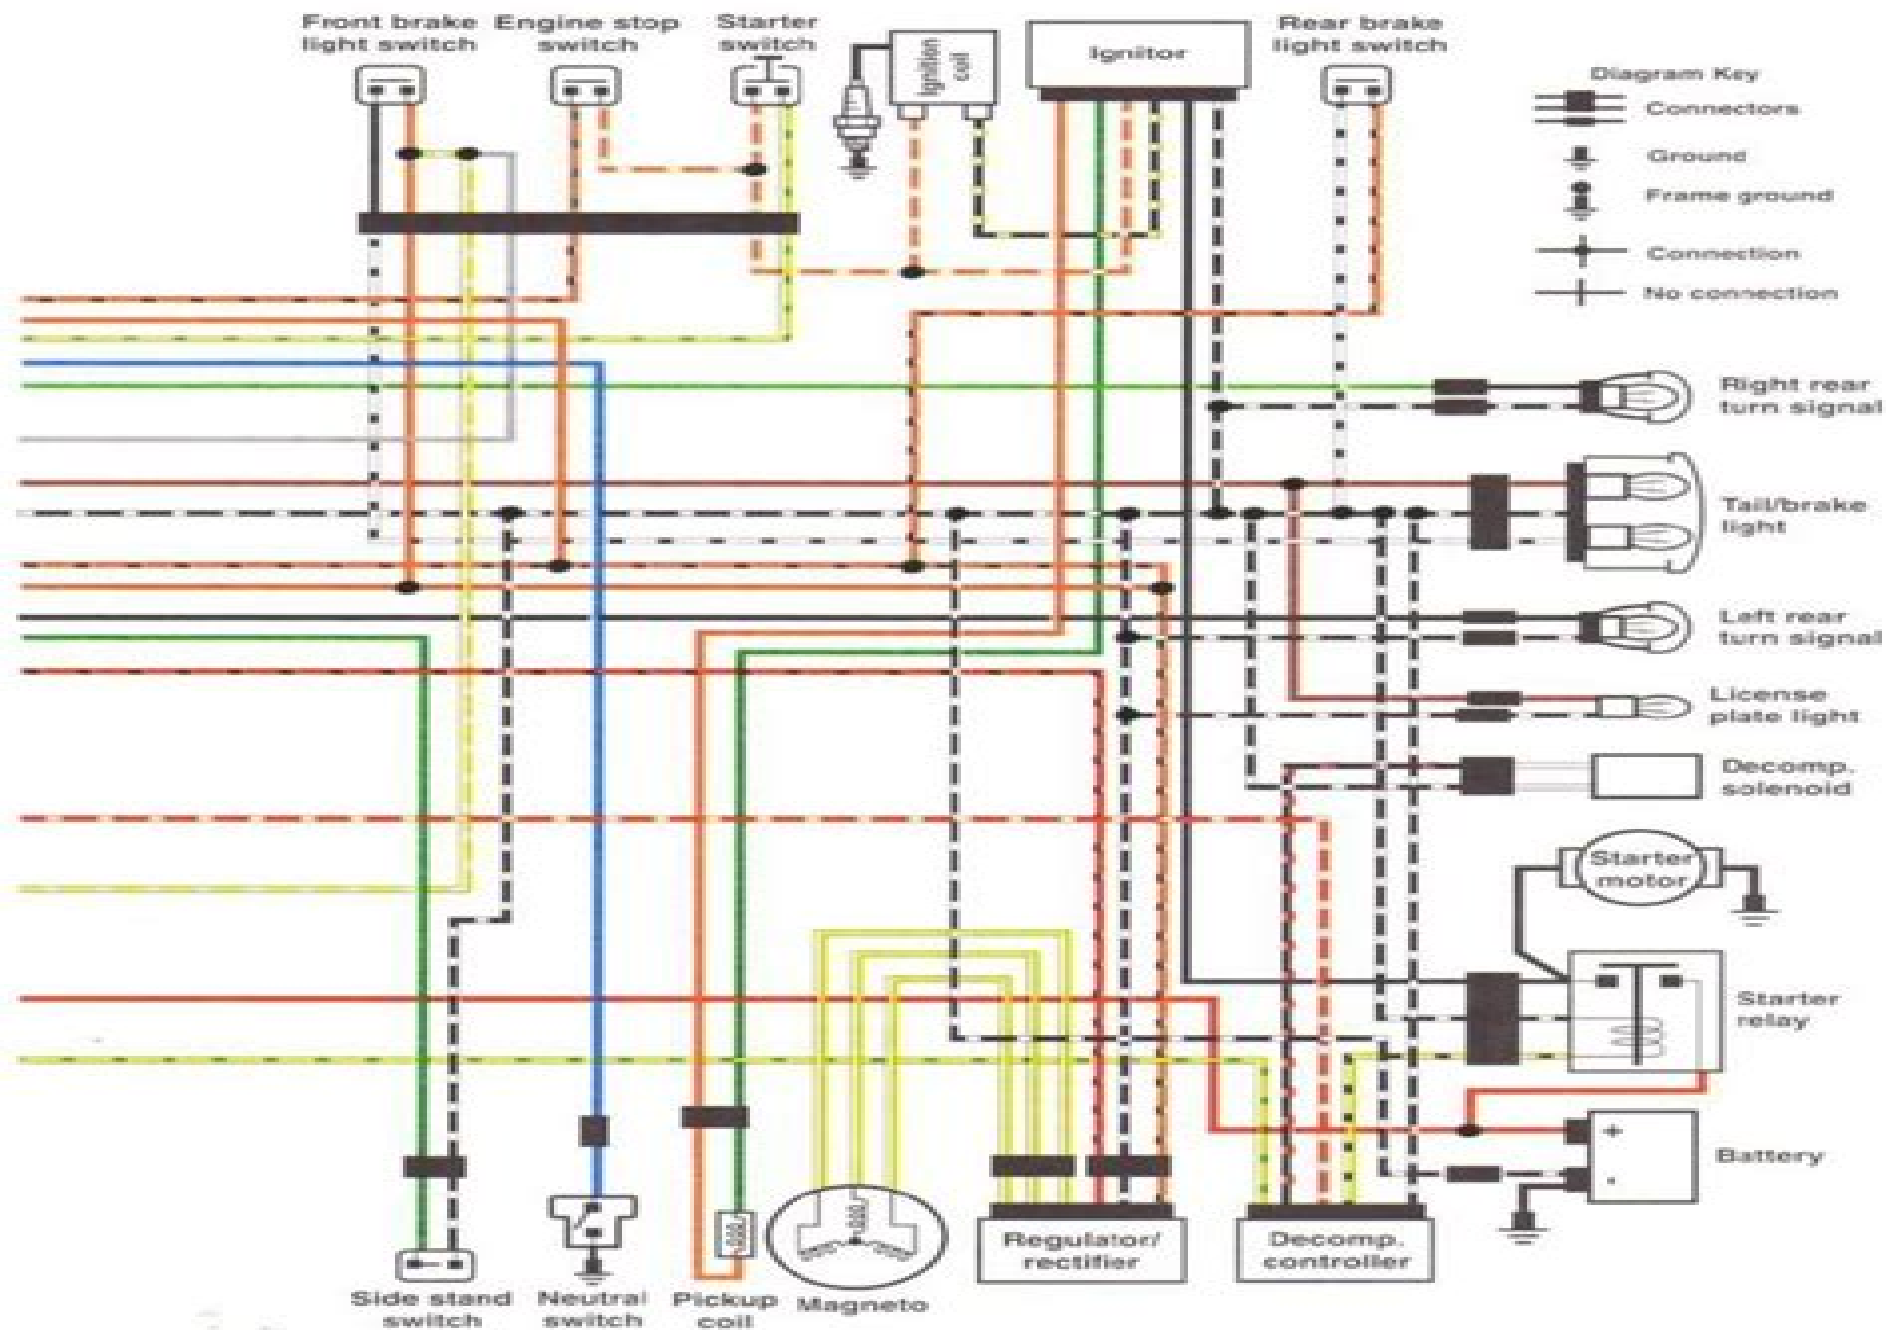 Front brake
light switch
Engine stop
switch
Starter
switch
Ignition
coil
Ignitor
Rear brake
light switch
Diagram Key
Connectors
Ground
Frame ground
Connection
No connection
Right rear
turn signal
Tail/brake
light
Left rear
turn signal
License
plate light
Decomp.
solenoid
Starter
motor
Starter
relay
+
-
Battery
Regulator/
rectifier
Decomp.
controller
Side stand
switch
Neutral
switch
Pickup
coil
Magneto